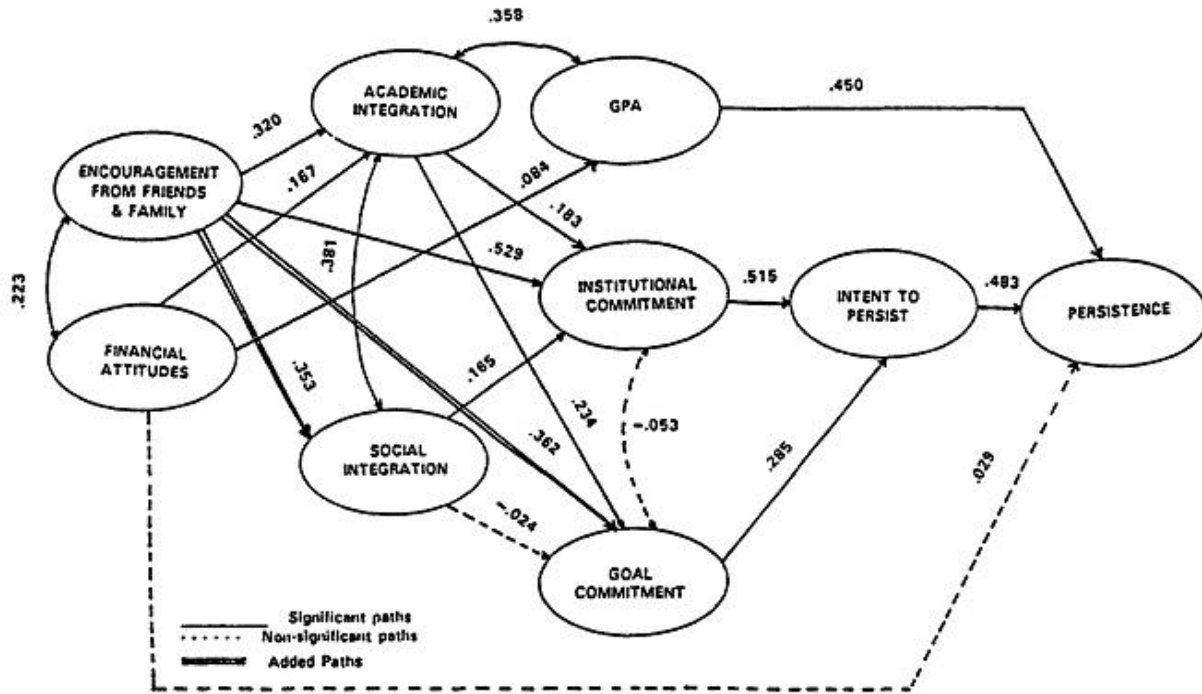 .358
ACADEMIC
INTEGRATION
GPA
.450
.320
ENCOURAGEMENT
FROM FRIENDS
& FAMILY
.167
.084
.183
.381
.529
.223
INSTITUTIONAL
COMMITMENT
.515
INTENT TO
PERSIST
.483
PERSISTENCE
FINANCIAL
ATTITUDES
.353
.165
.234
-.053
.362
.285
.029
SOCIAL
INTEGRATION
-.024
GOAL
COMMITMENT
Significant paths
Non-significant paths
Added Paths